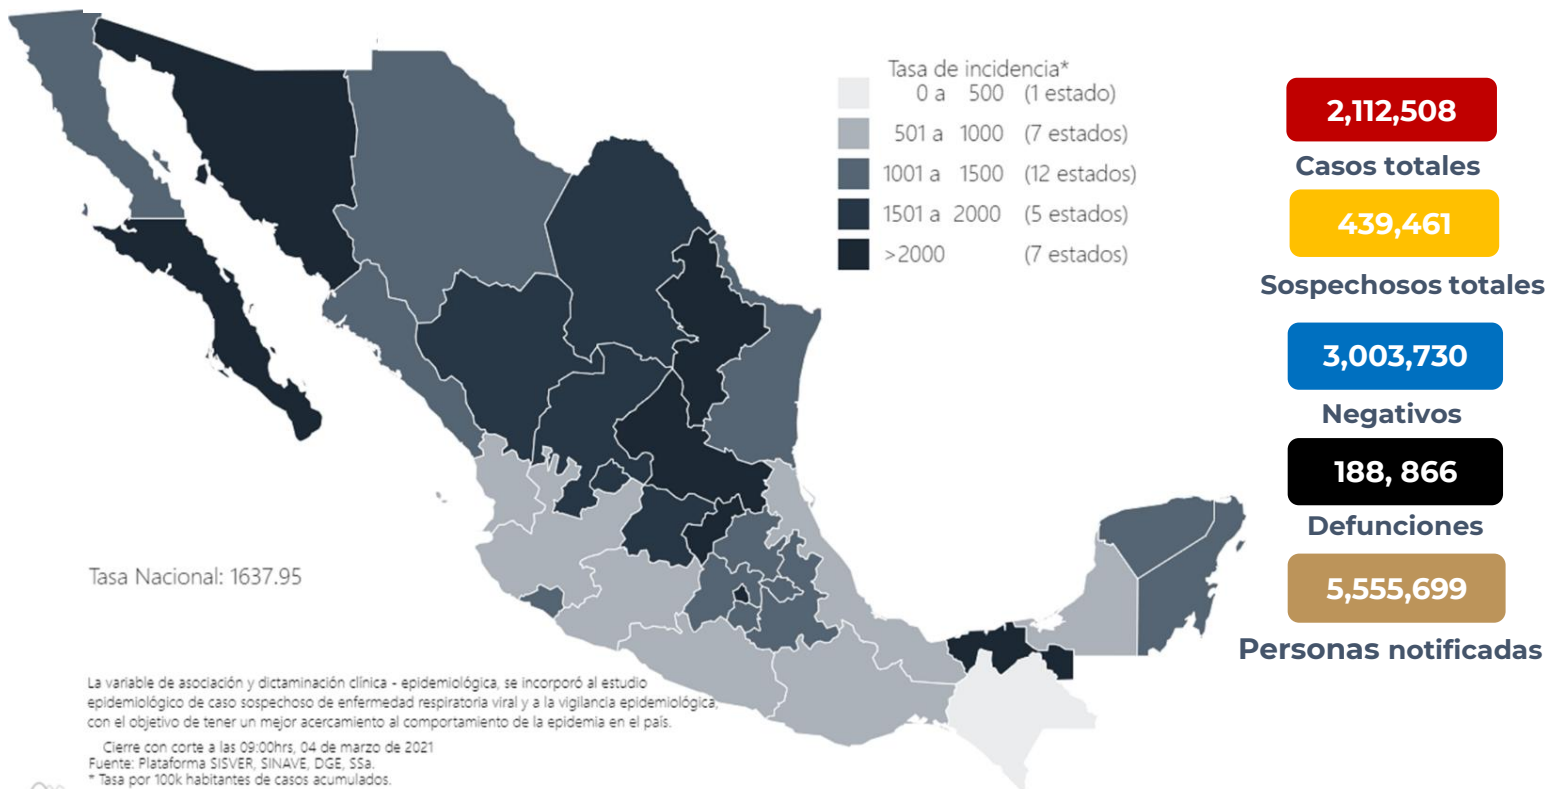 Tasa de incidencia*
0 a 500 (1 estado)
501 a 1000 (7 estados)
1001 a 1500 (12 estados)
1501 a 2000 (5 estados)
>2000 (7 estados)
2,112,508
Casos totales
439,461
Sospechosos totales
3,003,730
Negativos
188, 866
Defunciones
5,555,699
Personas notificadas
Tasa Nacional: 1637.95
La variable de asociación y dictaminación clínica - epidemiológica, se incorporó al estudio
epidemiológico de caso sospechoso de enfermedad respiratoria viral y a la vigilancia epidemiológica,
con el objetivo de tener un mejor acercamiento al comportamiento de la epidemia en el país.
Cierre con corte a las 09:00hrs, 04 de marzo de 2021
Fuente: Plataforma SISVER, SINAVE, DGE, SSa.
* Tasa por 100k habitantes de casos acumulados.